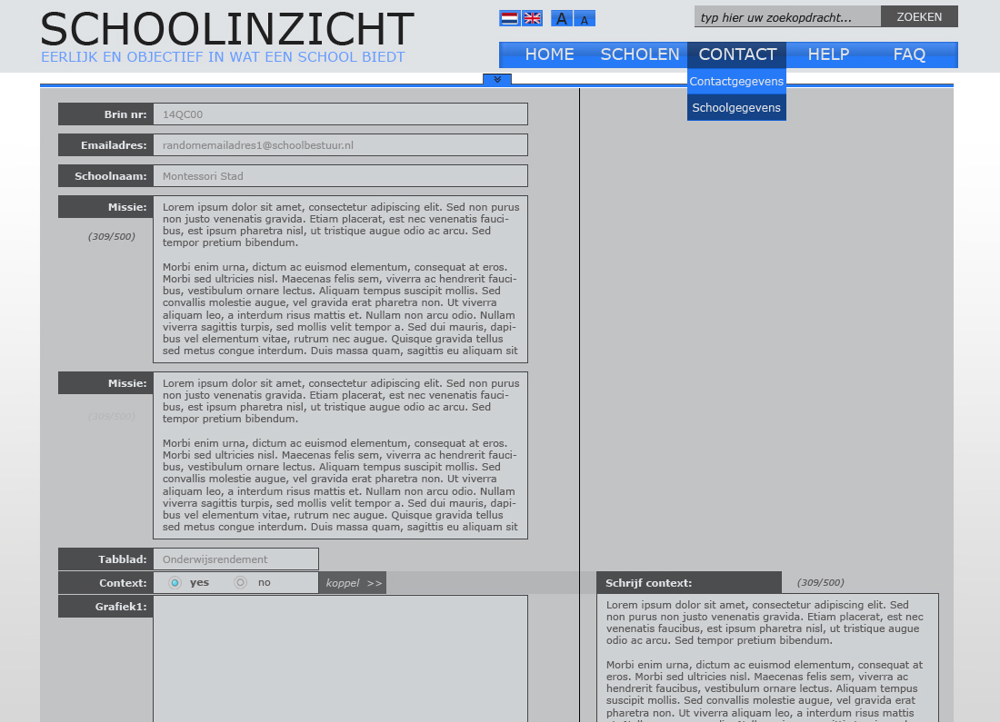 SCHOOLINZICHT
EERLIJK EN OBJECTIEF IN WAT EEN SCHOOL BIEDT
A A
typ hier uw zoekopdracht... ZOEKEN
HOME SCHOLEN CONTACT HELP FAQ
Contactgegevens
Schoolgegevens
Brin nr: 14QC00
Emailadres: randomemailadres1@schoolbestuur.nl
Schoolnaam: Montessori Stad
Missie:
(309/500)
Lorem ipsum dolor sit amet, consectetur adipiscing elit. Sed non purus
non justo venenatis gravida. Etiam placerat, est nec venenatis fauci-
bus, est ipsum pharetra nisl, ut tristique augue odio ac arcu. Sed
tempor pretium bibendum.
Morbi enim urna, dictum ac euismod elementum, consequat at eros.
Morbi sed ultricies nisl. Maecenas felis sem, viverra ac hendrerit fauci-
bus, vestibulum ornare lectus. Aliquam tempus suscipit mollis. Sed
convallis molestie augue, vel gravida erat pharetra non. Ut viverra
aliquam leo, a interdum risus mattis et. Nullam non arcu odio. Nullam
viverra sagittis turpis, sed mollis velit tempor a. Sed dui mauris, dapi-
bus vel elementum vitae, rutrum nec augue. Quisque gravida tellus
sed metus congue interdum. Duis massa quam, sagittis eu aliquam sit
Missie:
(309/500)
Lorem ipsum dolor sit amet, consectetur adipiscing elit. Sed non purus
non justo venenatis gravida. Etiam placerat, est nec venenatis fauci-
bus, est ipsum pharetra nisl, ut tristique augue odio ac arcu. Sed
tempor pretium bibendum.
Morbi enim urna, dictum ac euismod elementum, consequat at eros.
Morbi sed ultricies nisl. Maecenas felis sem, viverra ac hendrerit fauci-
bus, vestibulum ornare lectus. Aliquam tempus suscipit mollis. Sed
convallis molestie augue, vel gravida erat pharetra non. Ut viverra
aliquam leo, a interdum risus mattis et. Nullam non arcu odio. Nullam
viverra sagittis turpis, sed mollis velit tempor a. Sed dui mauris, dapi-
bus vel elementum vitae, rutrum nec augue. Quisque gravida tellus
sed metus congue interdum. Duis massa quam, sagittis eu aliquam sit
Tabblad: Onderwijsrendement
Context: yes no koppel >>
Grafiek1:
Schrijf context: (309/500)
Lorem ipsum dolor sit amet, consectetur adipiscing elit. Sed
non purus non justo venenatis gravida. Etiam placerat, est nec
venenatis faucibus, est ipsum pharetra nisl, ut tristique augue
odio ac arcu. Sed tempor pretium bibendum.
Morbi enim urna, dictum ac euismod elementum, consequat at
eros. Morbi sed ultricies nisl. Maecenas felis sem, viverra ac
hendrerit faucibus, vestibulum ornare lectus. Aliquam tempus
suscipit mollis. Sed convallis molestie augue, vel gravida erat
pharetra non. Ut viverra aliquam leo, a interdum risus mattis